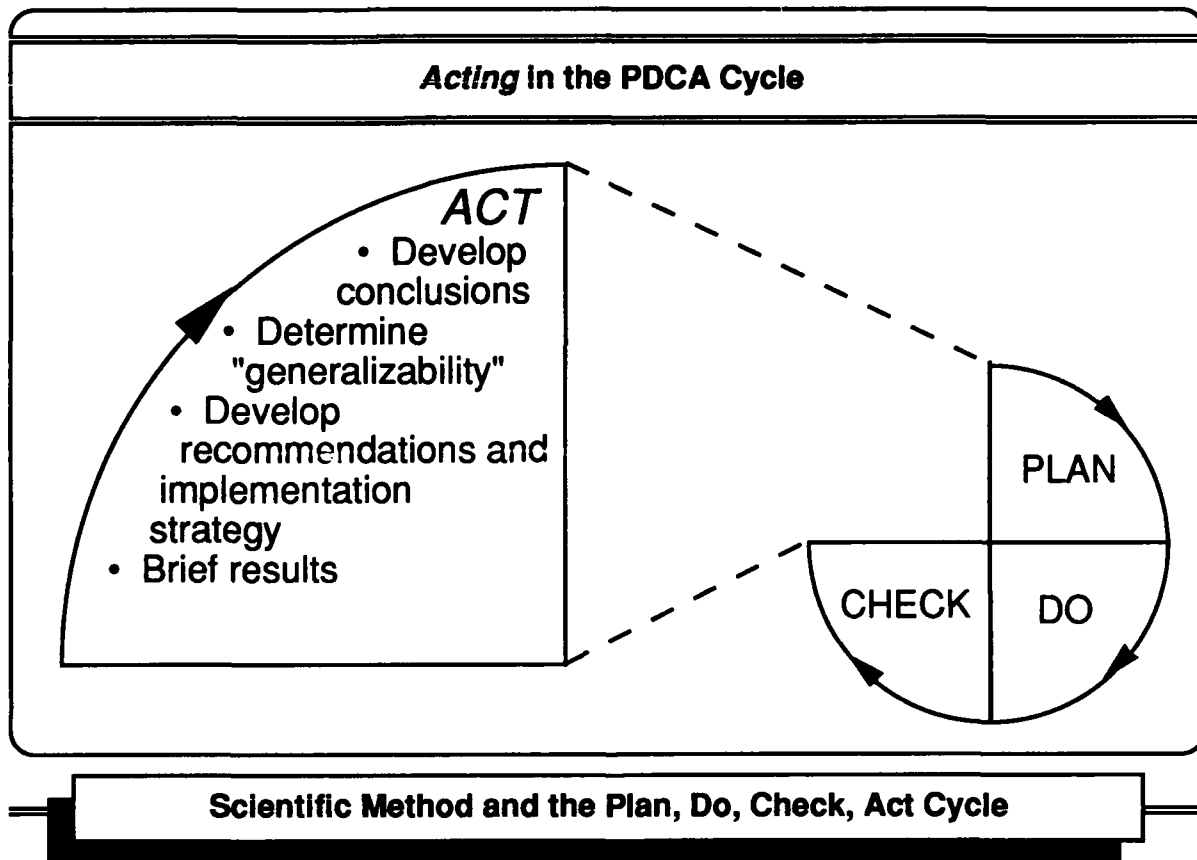 Acting in the PDCA Cycle
ACT
• Develop
conclusions
• Determine
"generalizability"
• Develop
recommendations and
implementation
strategy
• Brief results
PLAN
CHECK
DO
Scientific Method and the Plan, Do, Check, Act Cycle